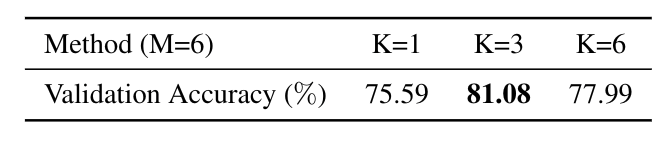 Method (M=6) K=1 K=3 K=6
Validation Accuracy (%) 75.59 81.08 77.99